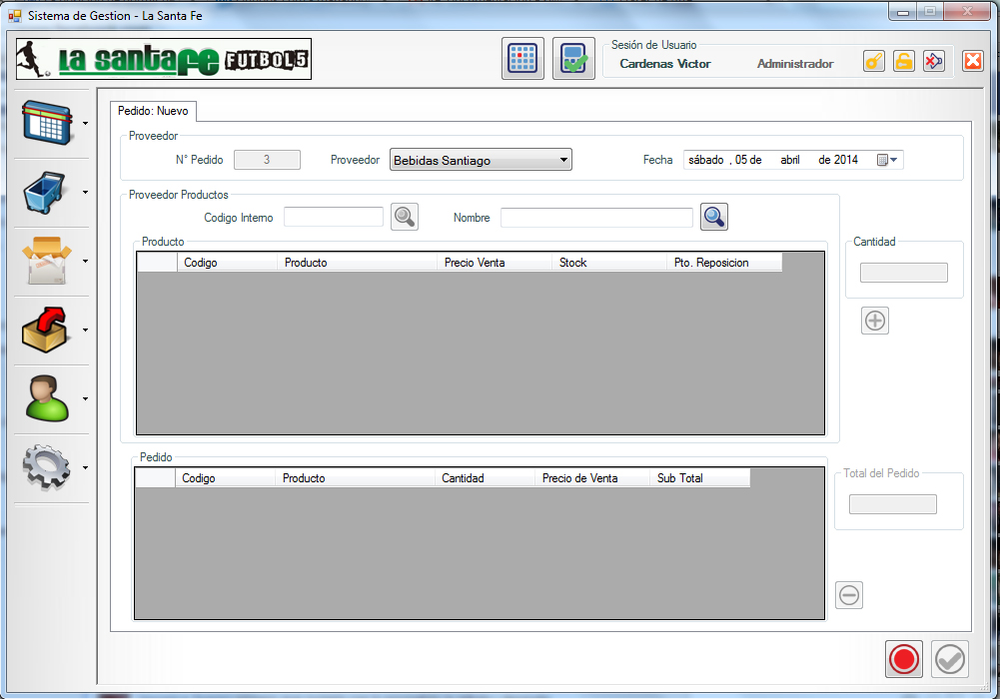 Sistema de Gestion - La Santa Fe
La santa fe FUTBOL5
Sesión de Usuario
Cardenas Victor Administrador
Pedido: Nuevo
Proveedor
N° Pedido 3 Proveedor Bebidas Santiago Fecha sábado , 05 de abril de 2014
Proveedor Productos
Codigo Interno Nombre
Producto
Cantidad
Codigo Producto Precio Venta Stock Pto. Reposicion
Pedido
Total del Pedido
Codigo Producto Cantidad Precio de Venta Sub Total